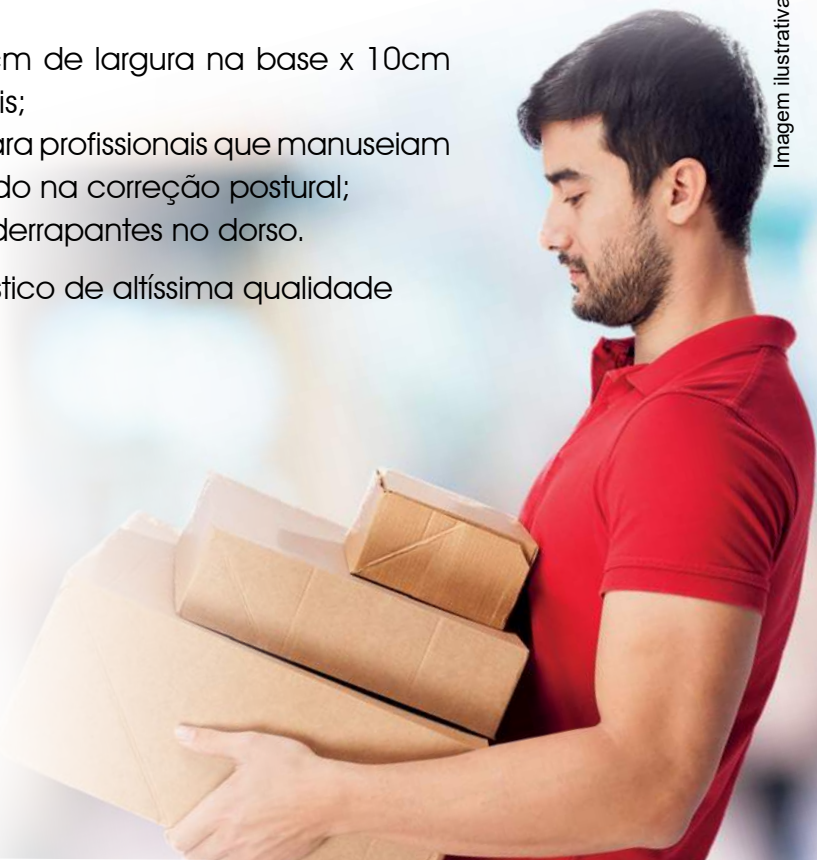 cm de largura na base x 10cm
is;
ara profissionais que manuseiam
do na correção postural;
derrapantes no dorso.
stico de altíssima qualidade
Imagem ilustrativa